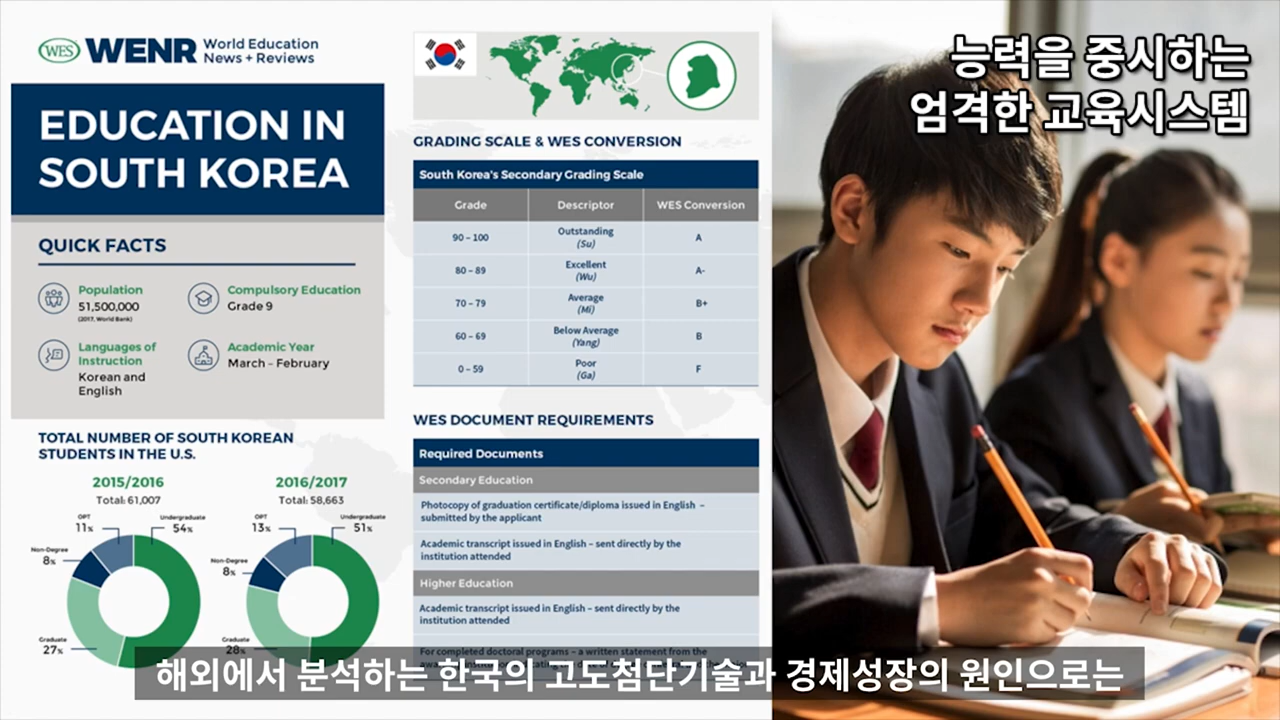 WES WENR World Education
News + Reviews
EDUCATION IN
SOUTH KOREA
QUICK FACTS
Population
51,500,000
(2017, World Bank)
Compulsory Education
Grade 9
Languages of
Instruction
Korean and
English
Academic Year
March – February
TOTAL NUMBER OF SOUTH KOREAN
STUDENTS IN THE U.S.
2015/2016
Total: 61,007
OPT
11%
Undergraduate
54%
Non-Degree
8%
Graduate
27%
2016/2017
Total: 58,663
OPT
13%
Undergraduate
51%
Non-Degree
8%
Graduate
28%
GRADING SCALE & WES CONVERSION
South Korea's Secondary Grading Scale
Grade Descriptor WES Conversion
90 – 100 Outstanding (Su) A
80 – 89 Excellent (Wu) A-
70 – 79 Average (Mi) B+
60 – 69 Below Average (Yang) B
0 – 59 Poor (Ga) F
WES DOCUMENT REQUIREMENTS
Required Documents
Secondary Education
Photocopy of graduation certificate/diploma issued in English –
submitted by the applicant
Academic transcript issued in English – sent directly by the
institution attended
Higher Education
Academic transcript issued in English – sent directly by the
institution attended
For completed doctoral programs – a written statement from the
능력을 중시하는
엄격한 교육시스템
해외에서 분석하는 한국의 고도첨단기술과 경제성장의 원인으로는